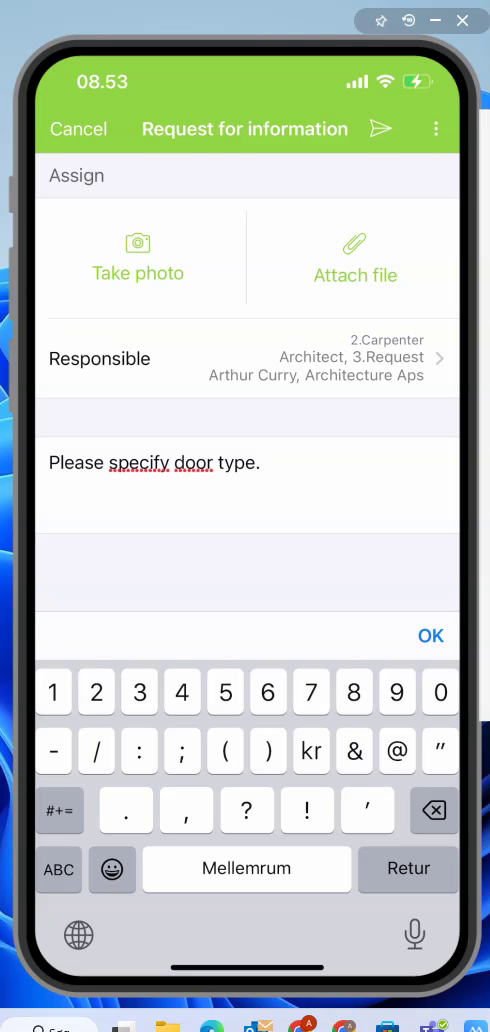 08.53
Cancel Request for information
Assign
Take photo
Attach file
2.Carpenter
Responsible Architect, 3.Request
Arthur Curry, Architecture Aps
Please specify door type.
OK
1 2 3 4 5 6 7 8 9 0
- / : ; ( ) kr & @ ”
#+= . , ? ! ’
ABC Mellemrum Retur